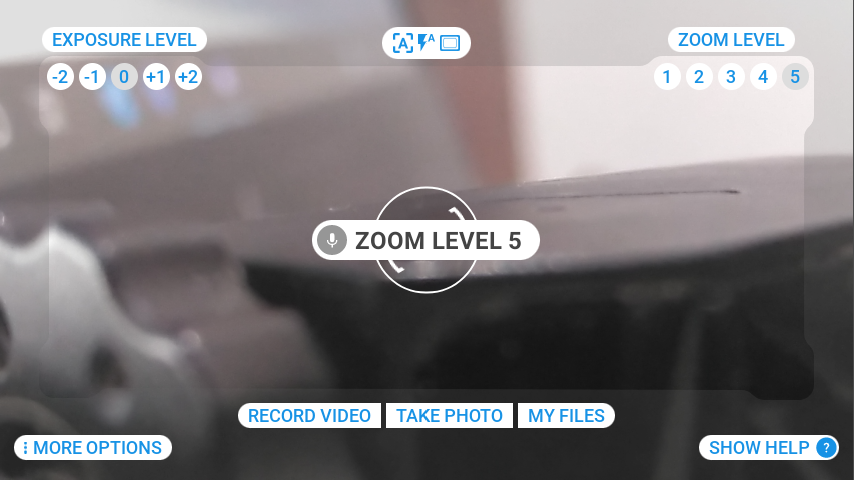 EXPOSURE LEVEL
-2 -1 0 +1 +2
A A
ZOOM LEVEL
1 2 3 4 5
ZOOM LEVEL 5
RECORD VIDEO TAKE PHOTO MY FILES
MORE OPTIONS
SHOW HELP ?